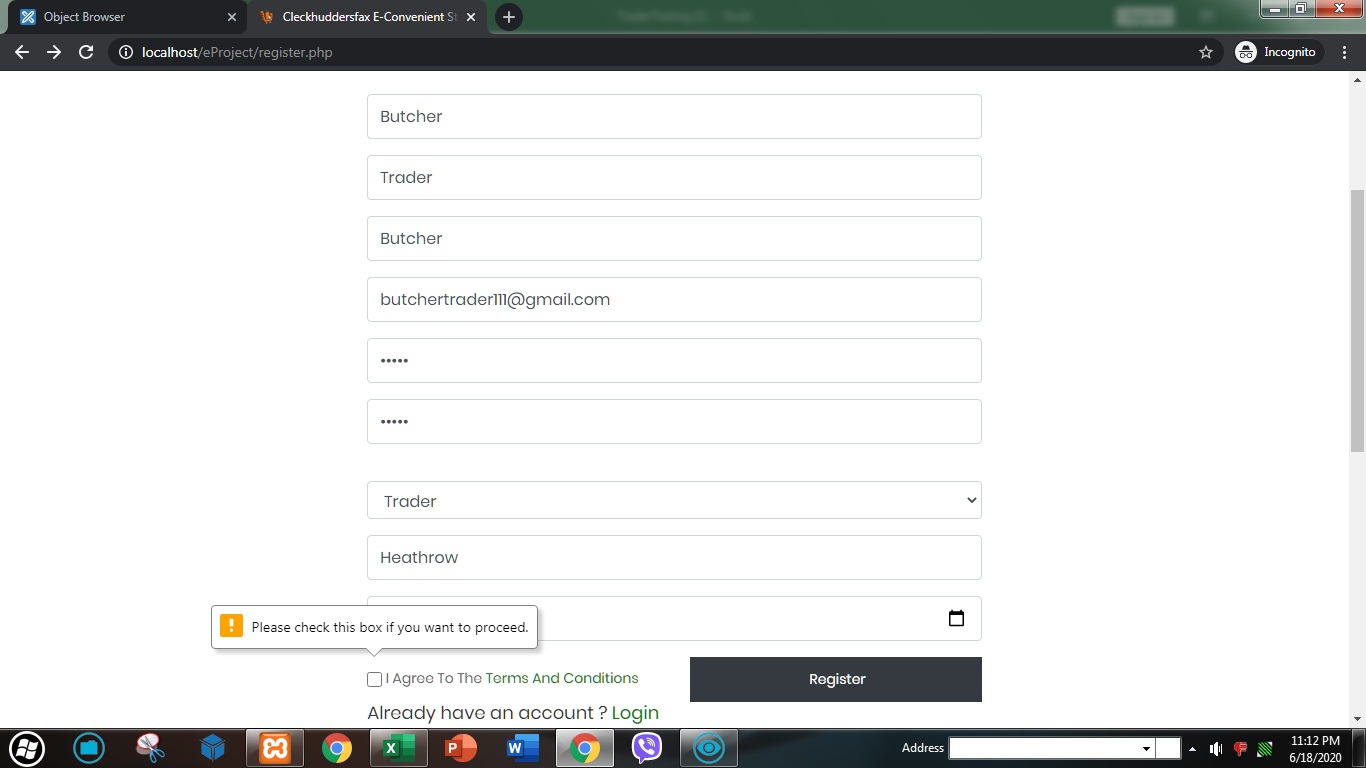 Object Browser
Cleckhuddersfax E-Convenient St
localhost/eProject/register.php
Incognito
Butcher
Trader
Butcher
butchertrader111@gmail.com
•••••
•••••
Trader
Heathrow
Please check this box if you want to proceed.
I Agree To The Terms And Conditions
Register
Already have an account ? Login
Address
11:12 PM
6/18/2020